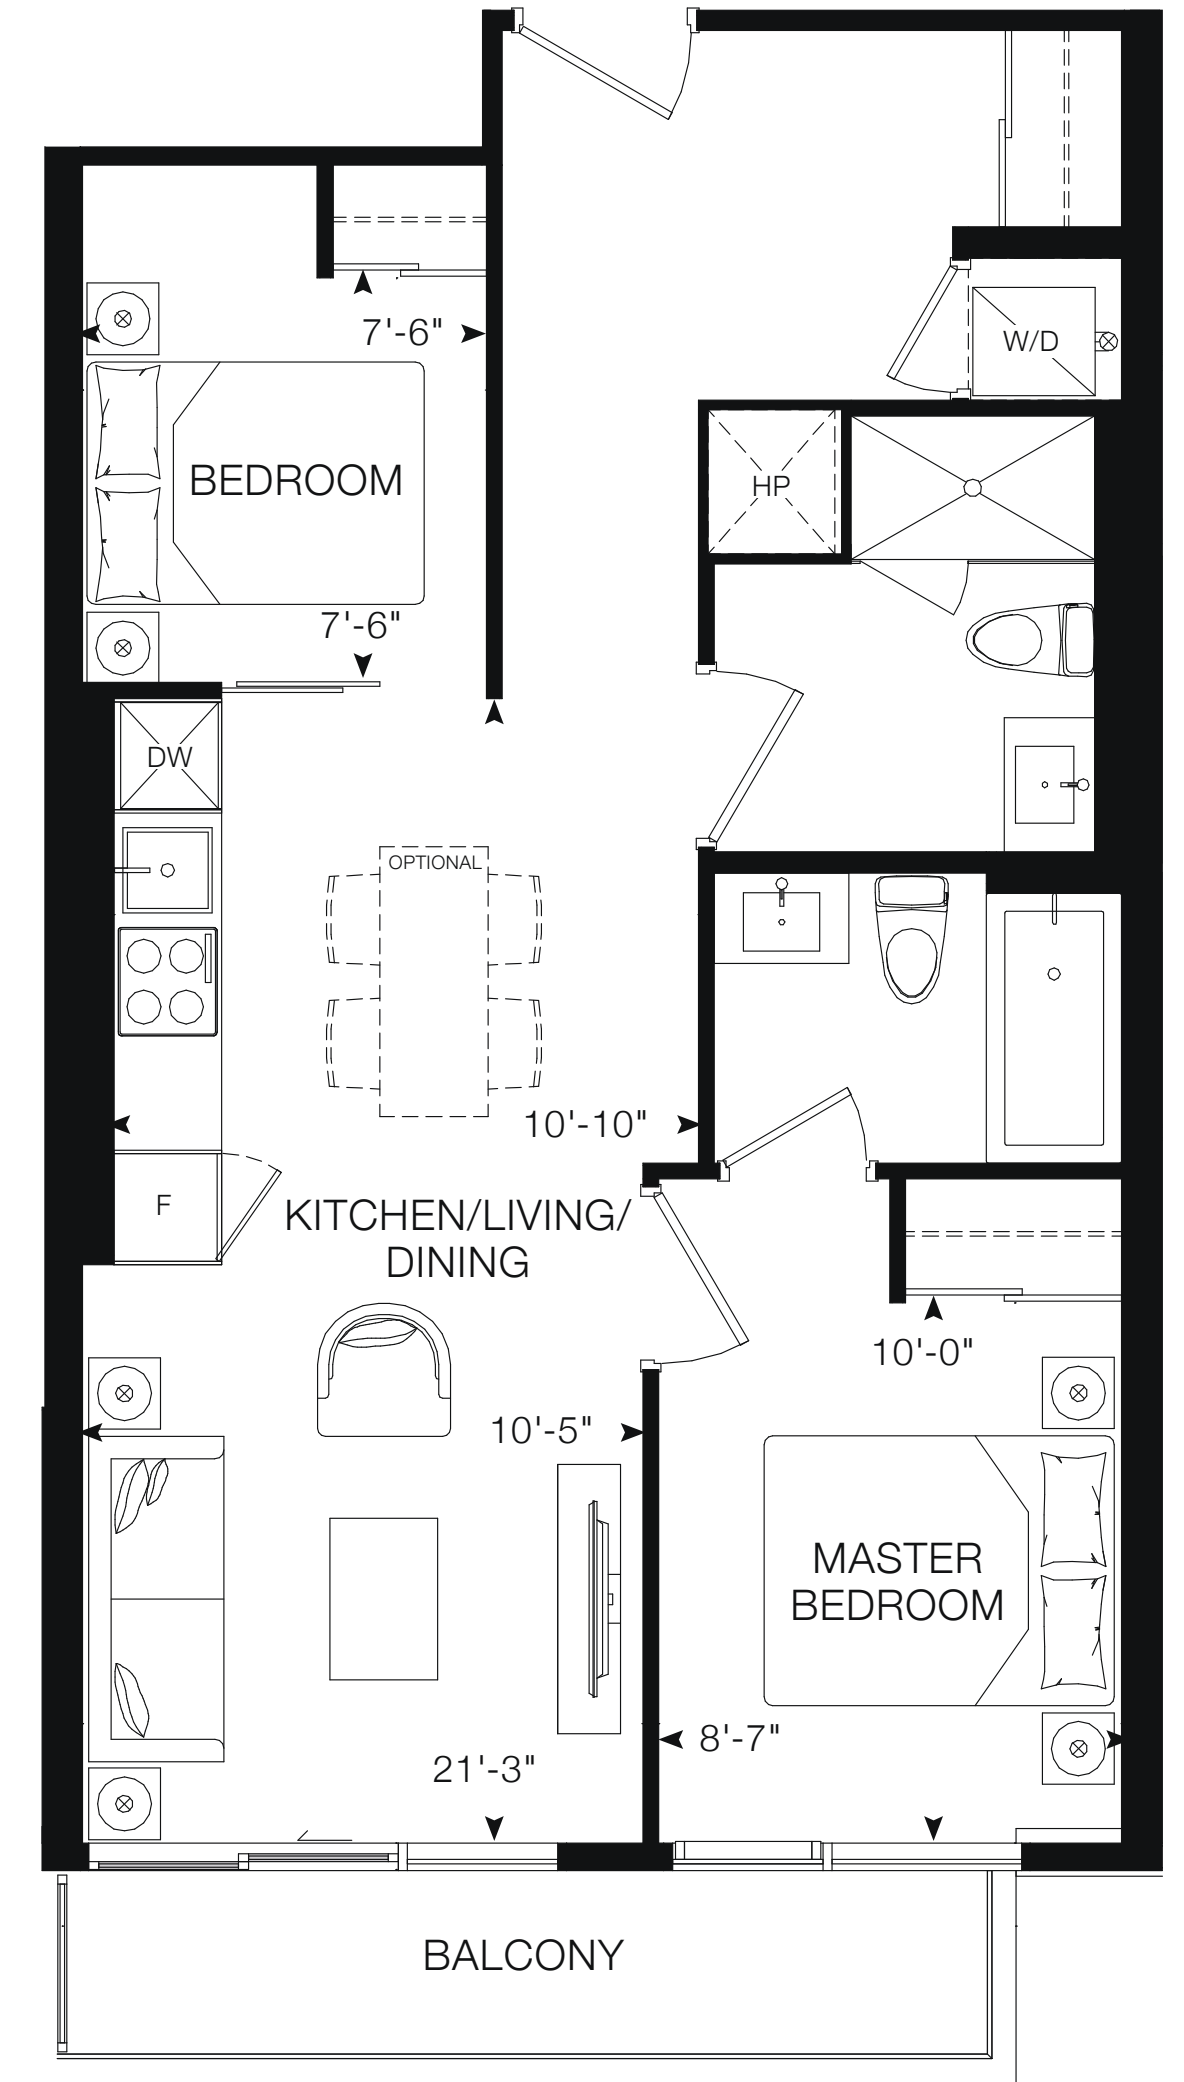 W/D
7'-6"
BEDROOM
HP
7'-6"
DW
OPTIONAL
10'-10"
F
KITCHEN/LIVING/
DINING
10'-0"
10'-5"
MASTER
BEDROOM
8'-7"
21'-3"
BALCONY